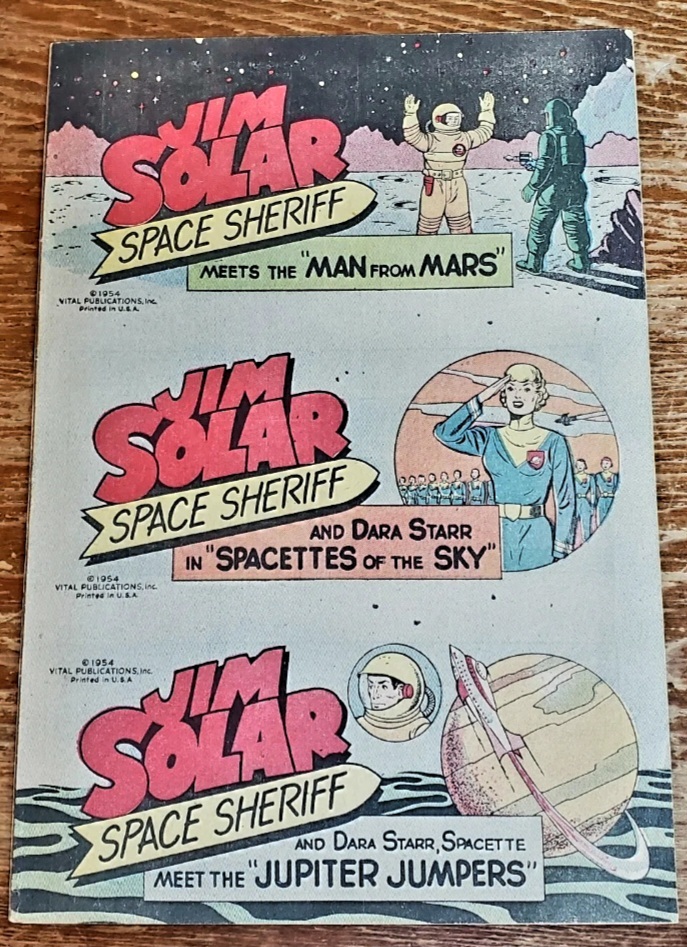 JIM
SOLAR
SPACE SHERIFF
MEETS THE "MAN FROM MARS"
©1954
VITAL PUBLICATIONS, Inc.
Printed in U.S.A.
JIM
SOLAR
SPACE SHERIFF
AND DARA STARR
IN "SPACETTES OF THE SKY"
©1954
VITAL PUBLICATIONS, Inc.
Printed in U.S.A.
©1954
VITAL PUBLICATIONS, Inc.
Printed in U.S.A
JIM
SOLAR
SPACE SHERIFF
AND DARA STARR, SPACETTE
MEET THE "JUPITER JUMPERS"